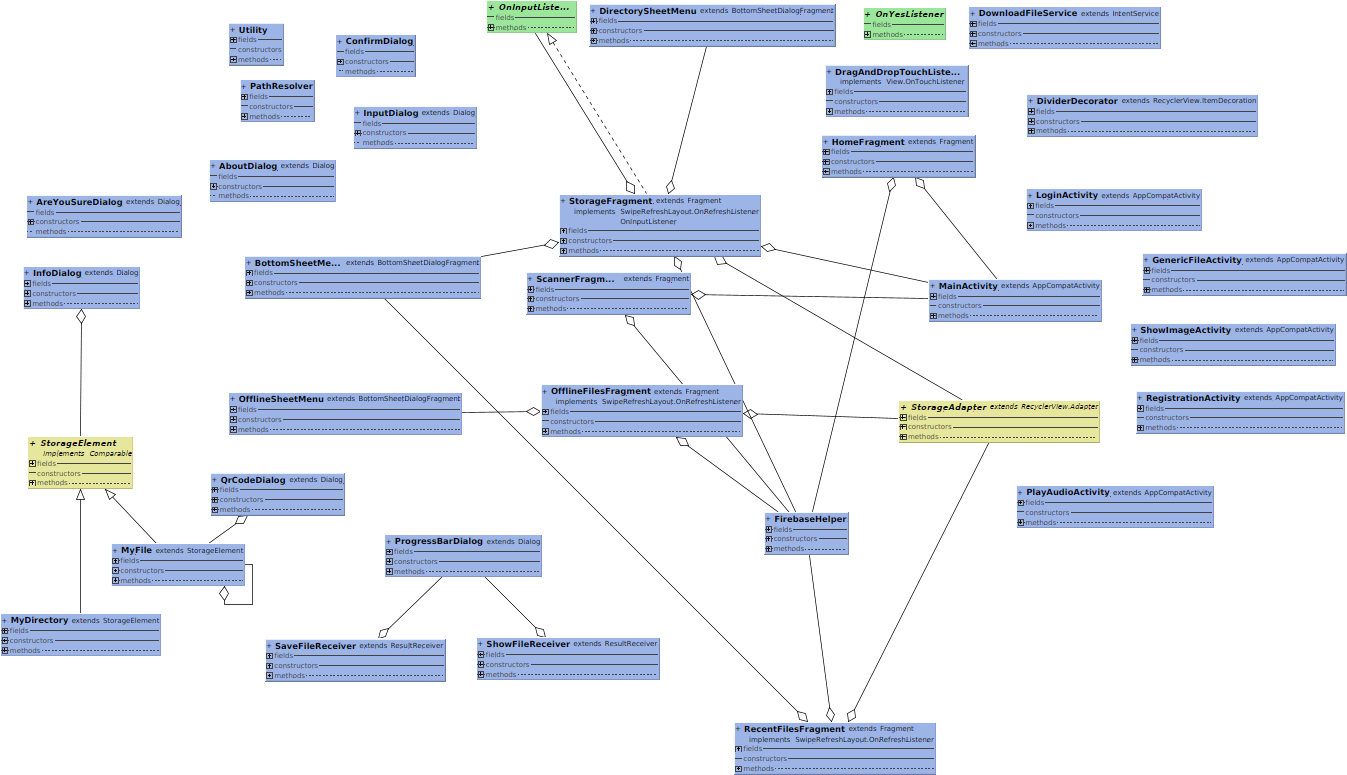 + OnInputListe...
fields
methods
+ DirectorySheetMenu extends BottomSheetDialogFragment
fields
constructors
methods
+ OnYesListener
fields
methods
+ DownloadFileService extends IntentService
fields
constructors
methods
+ Utility
fields
constructors
methods
+ ConfirmDialog
fields
constructors
methods
+ DragAndDropTouchListe...
implements View.OnTouchListener
fields
constructors
methods
+ PathResolver
fields
constructors
methods
+ DividerDecorator extends RecyclerView.ItemDecoration
fields
constructors
methods
+ InputDialog extends Dialog
fields
constructors
methods
+ HomeFragment extends Fragment
fields
constructors
methods
+ AboutDialog extends Dialog
fields
constructors
methods
+ AreYouSureDialog extends Dialog
fields
constructors
methods
+ StorageFragment extends Fragment
implements SwipeRefreshLayout.OnRefreshListener
OnInputListener
fields
constructors
methods
+ LoginActivity extends AppCompatActivity
fields
constructors
methods
+ BottomSheetMe... extends BottomSheetDialogFragment
fields
constructors
methods
+ GenericFileActivity extends AppCompatActivity
fields
constructors
methods
+ InfoDialog extends Dialog
fields
constructors
methods
+ ScannerFragm... extends Fragment
fields
constructors
methods
+ MainActivity extends AppCompatActivity
fields
constructors
methods
+ ShowImageActivity extends AppCompatActivity
fields
constructors
methods
+ OfflineSheetMenu extends BottomSheetDialogFragment
fields
constructors
methods
+ OfflineFilesFragment extends Fragment
implements SwipeRefreshLayout.OnRefreshListener
fields
constructors
methods
+ StorageAdapter extends RecyclerView.Adapter
fields
constructors
methods
+ RegistrationActivity extends AppCompatActivity
fields
constructors
methods
+ StorageElement
implements Comparable
fields
constructors
methods
+ QrCodeDialog extends Dialog
fields
constructors
methods
+ PlayAudioActivity extends AppCompatActivity
fields
constructors
methods
+ FirebaseHelper
fields
constructors
methods
+ MyFile extends StorageElement
fields
constructors
methods
+ ProgressBarDialog extends Dialog
fields
constructors
methods
+ MyDirectory extends StorageElement
fields
constructors
methods
+ SaveFileReceiver extends ResultReceiver
fields
constructors
methods
+ ShowFileReceiver extends ResultReceiver
fields
constructors
methods
+ RecentFilesFragment extends Fragment
implements SwipeRefreshLayout.OnRefreshListener
fields
constructors
methods